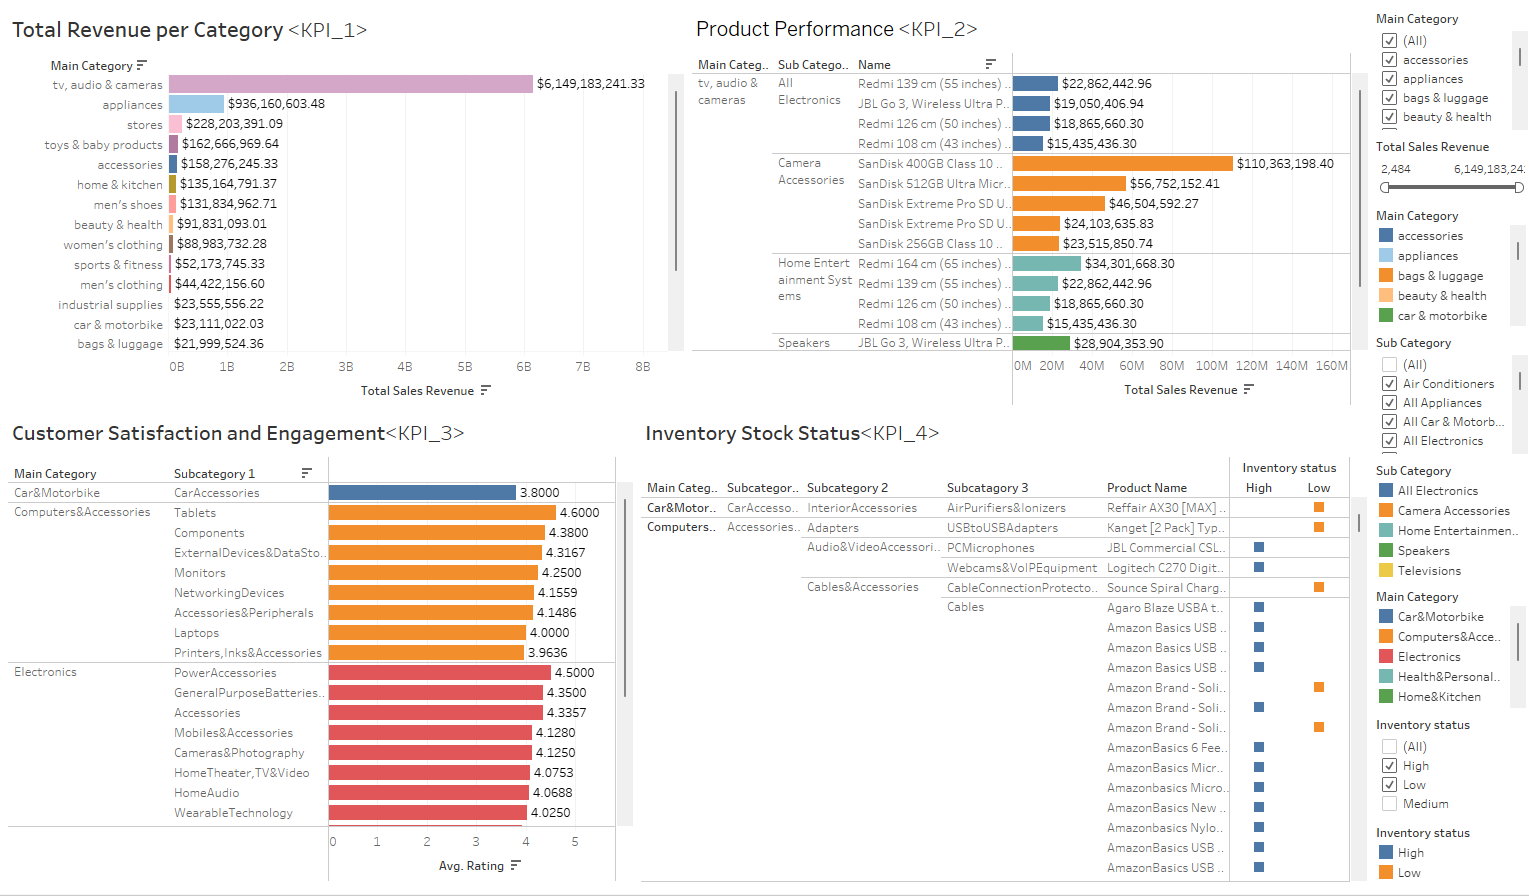 Total Revenue per Category <KPI_1>
Main Category
tv, audio & cameras $6,149,183,241.33
appliances $936,160,603.48
stores $228,203,391.09
toys & baby products $162,666,969.64
accessories $158,276,245.33
home & kitchen $135,164,791.37
men's shoes $131,834,962.71
beauty & health $91,831,093.01
women's clothing $88,983,732.28
sports & fitness $52,173,745.33
men's clothing $44,422,156.60
industrial supplies $23,555,556.22
car & motorbike $23,111,022.03
bags & luggage $21,999,524.36
0B 1B 2B 3B 4B 5B 6B 7B 8B
Total Sales Revenue
Product Performance <KPI_2>
Main Categ.. Sub Catego.. Name
tv, audio & cameras All Electronics Redmi 139 cm (55 inches) .. $22,862,442.96
JBL Go 3, Wireless Ultra P.. $19,050,406.94
Redmi 126 cm (50 inches) .. $18,865,660.30
Redmi 108 cm (43 inches) .. $15,435,436.30
Camera Accessories SanDisk 400GB Class 10 .. $110,363,198.40
SanDisk 512GB Ultra Micr.. $56,752,152.41
SanDisk Extreme Pro SD U.. $46,504,592.27
SanDisk Extreme Pro SD U.. $24,103,635.83
SanDisk 256GB Class 10 .. $23,515,850.74
Home Entert ainment Syst ems Redmi 164 cm (65 inches) .. $34,301,668.30
Redmi 139 cm (55 inches) .. $22,862,442.96
Redmi 126 cm (50 inches) .. $18,865,660.30
Redmi 108 cm (43 inches) .. $15,435,436.30
Speakers JBL Go 3, Wireless Ultra P.. $28,904,353.90
0M 20M 40M 60M 80M 100M 120M 140M 160M
Total Sales Revenue
Customer Satisfaction and Engagement<KPI_3>
Main Category Subcategory 1
Car&Motorbike CarAccessories 3.8000
Computers&Accessories Tablets 4.6000
Components 4.3800
ExternalDevices&DataSto.. 4.3167
Monitors 4.2500
NetworkingDevices 4.1559
Accessories&Peripherals 4.1486
Laptops 4.0000
Printers,Inks&Accessories 3.9636
Electronics PowerAccessories 4.5000
GeneralPurposeBatteries.. 4.3500
Accessories 4.3357
Mobiles&Accessories 4.1280
Cameras&Photography 4.1250
HomeTheater,TV&Video 4.0753
HomeAudio 4.0688
WearableTechnology 4.0250
0 1 2 3 4 5
Avg. Rating
Inventory Stock Status<KPI_4>
Inventory status
Main Categ.. Subcategor.. Subcategory 2 Subcatagory 3 Product Name High Low
Car&Motor.. CarAccesso.. InteriorAccessories AirPurifiers&Ionizers Reffair AX30 [MAX] ..
Computers.. Accessories.. Adapters USBtoUSBAdapters Kanget [2 Pack] Typ..
Audio&VideoAccessori.. PCMicrophones JBL Commercial CSL..
Webcams&VoIPEquipment Logitech C270 Digit..
Cables&Accessories CableConnectionProtecto.. Sounce Spiral Charg..
Cables Agaro Blaze USBA t..
Amazon Basics USB ..
Amazon Basics USB ..
Amazon Basics USB ..
Amazon Brand - Soli..
Amazon Brand - Soli..
Amazon Brand - Soli..
AmazonBasics 6 Fee..
AmazonBasics Micr..
Amazonbasics Micro..
AmazonBasics New ..
Amazonbasics Nylo..
AmazonBasics USB ..
AmazonBasics USB ..
Main Category
(All)
accessories
appliances
bags & luggage
beauty & health
Total Sales Revenue
2,484 6,149,183,24
Main Category
accessories
appliances
bags & luggage
beauty & health
car & motorbike
Sub Category
(All)
Air Conditioners
All Appliances
All Car & Motorb...
All Electronics
Sub Category
All Electronics
Camera Accessories
Home Entertainmen..
Speakers
Televisions
Main Category
Car&Motorbike
Computers&Acce..
Electronics
Health&Personal..
Home&Kitchen
Inventory status
(All)
High
Low
Medium
Inventory status
High
Low